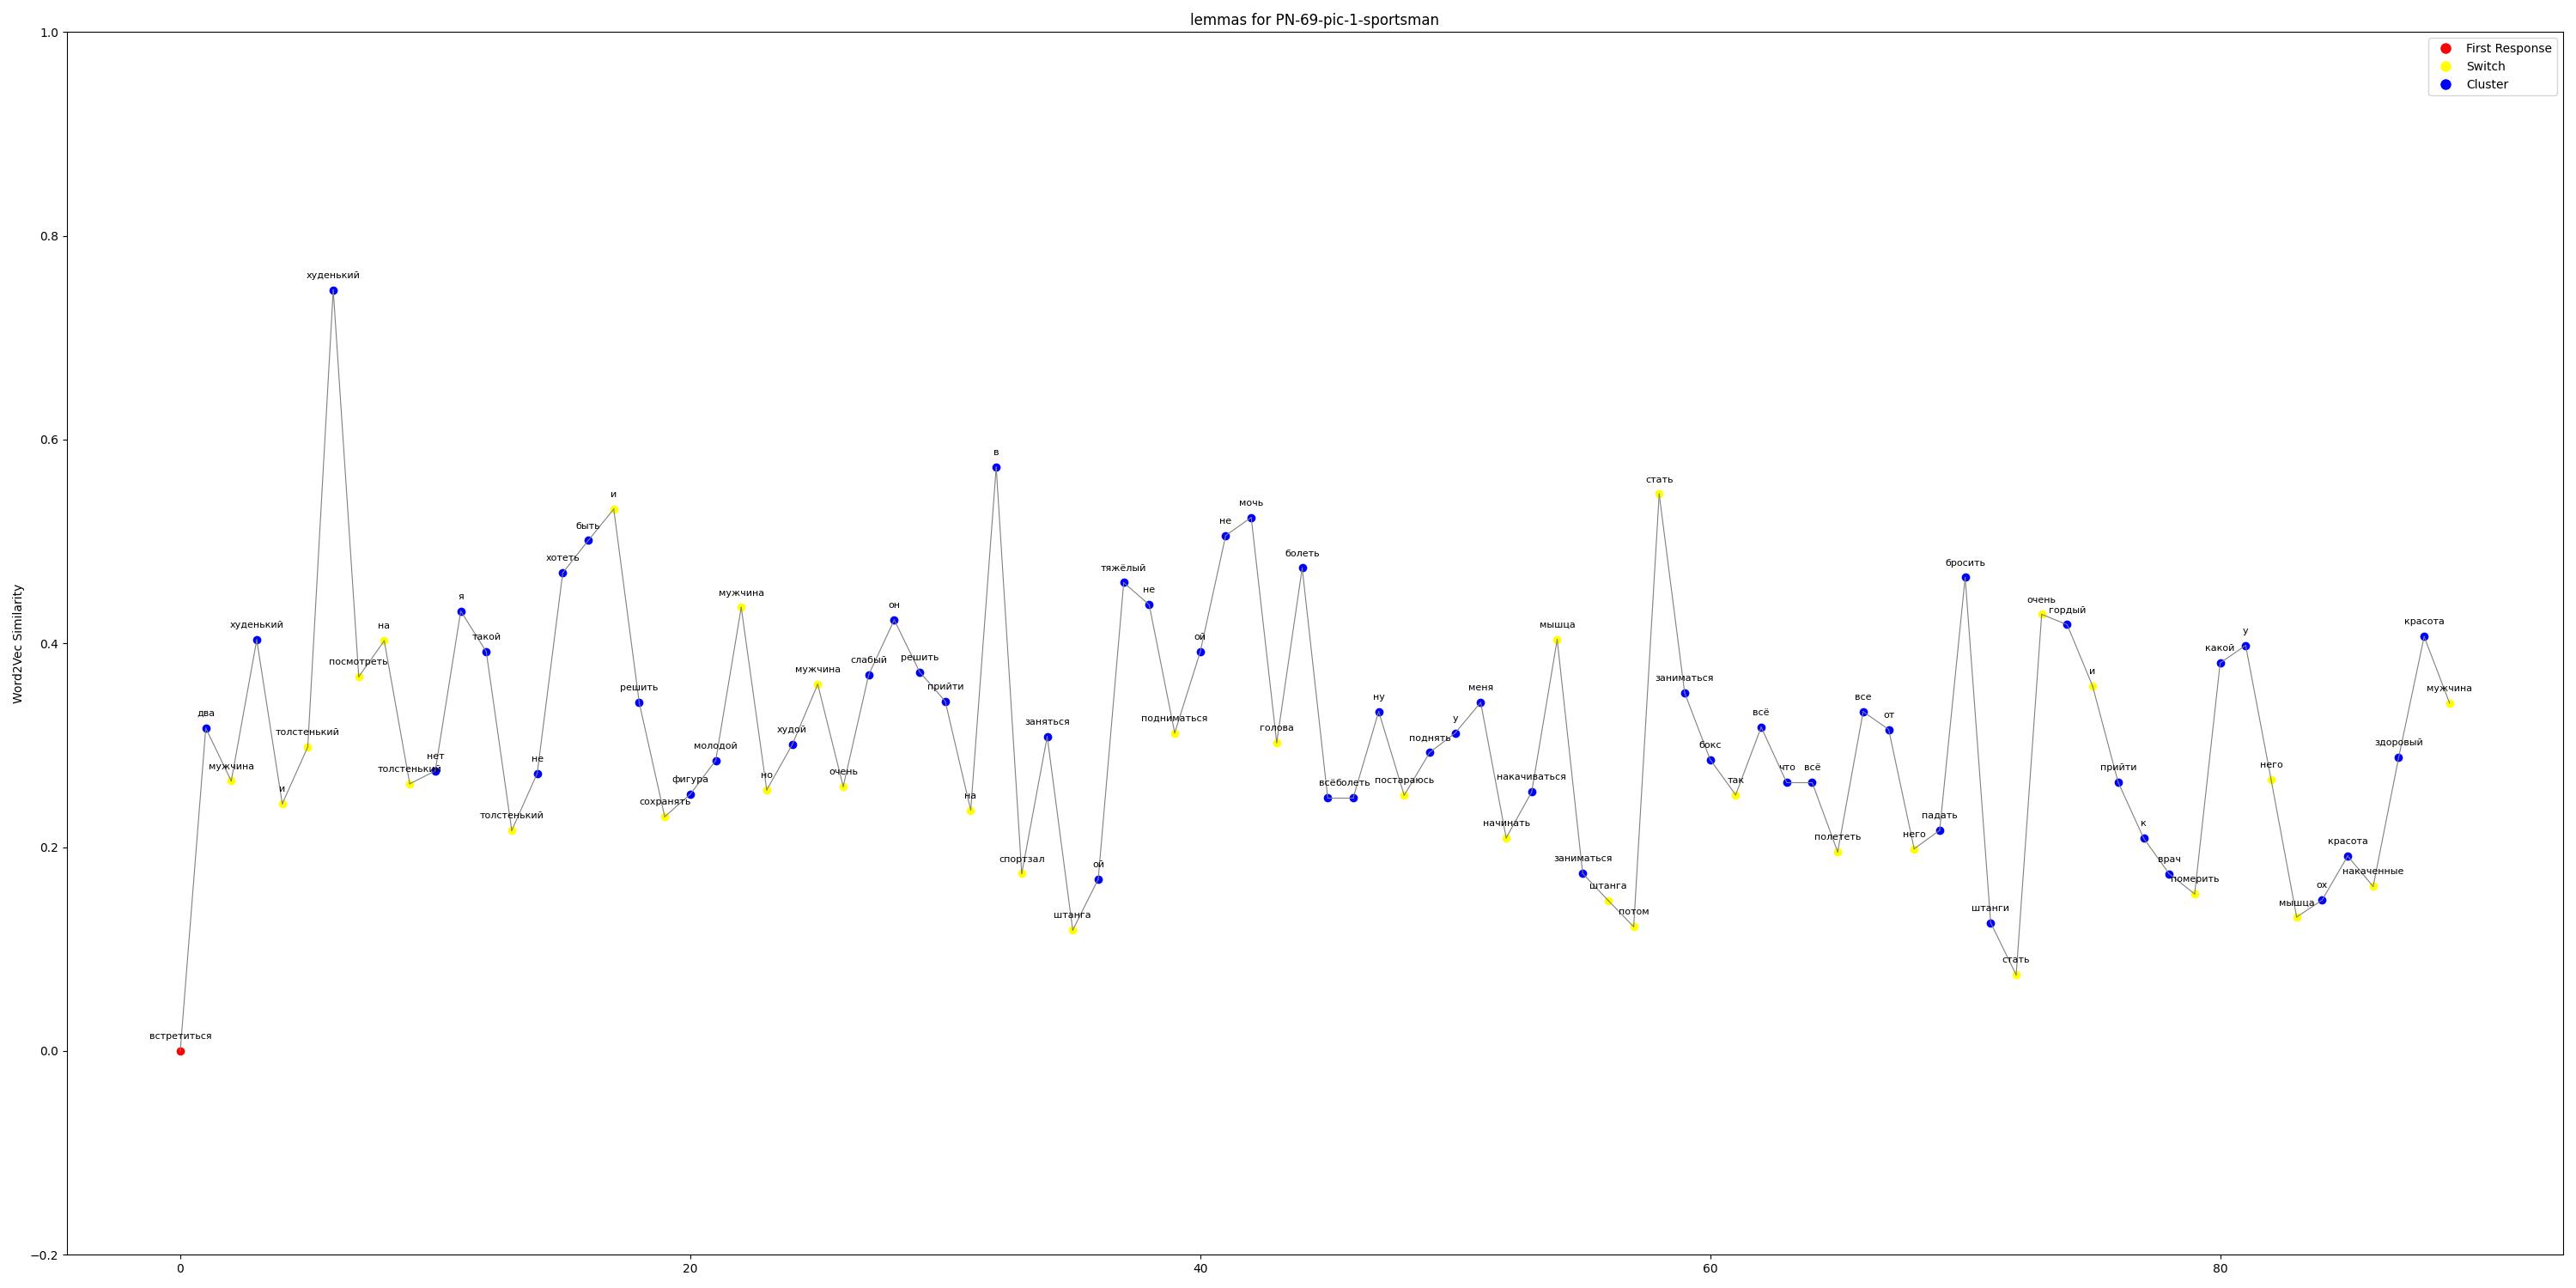 lemmas for PN-69-pic-1-sportsman
First Response
Switch
Cluster
Word2Vec Similarity
1.0
0.8
0.6
0.4
0.2
0.0
−0.2
0
20
40
60
80
встретиться
два
мужчина
худенький
и
толстенький
худенький
посмотреть
на
толстенький
нет
я
такой
толстенький
не
хотеть
быть
и
решить
сохранять
фигура
молодой
мужчина
но
худой
мужчина
очень
слабый
он
решить
прийти
на
в
спортзал
заняться
штанга
ой
тяжёлый
не
подниматься
ой
не
мочь
голова
болеть
всё
болеть
ну
постараюсь
поднять
у
меня
начинать
накачиваться
мышца
заниматься
штанга
потом
стать
заниматься
бокс
так
всё
что
всё
полететь
все
от
него
падать
бросить
штанги
стать
очень
гордый
и
прийти
к
врач
померить
какой
у
него
мышца
ох
красота
накаченные
здоровый
красота
мужчина